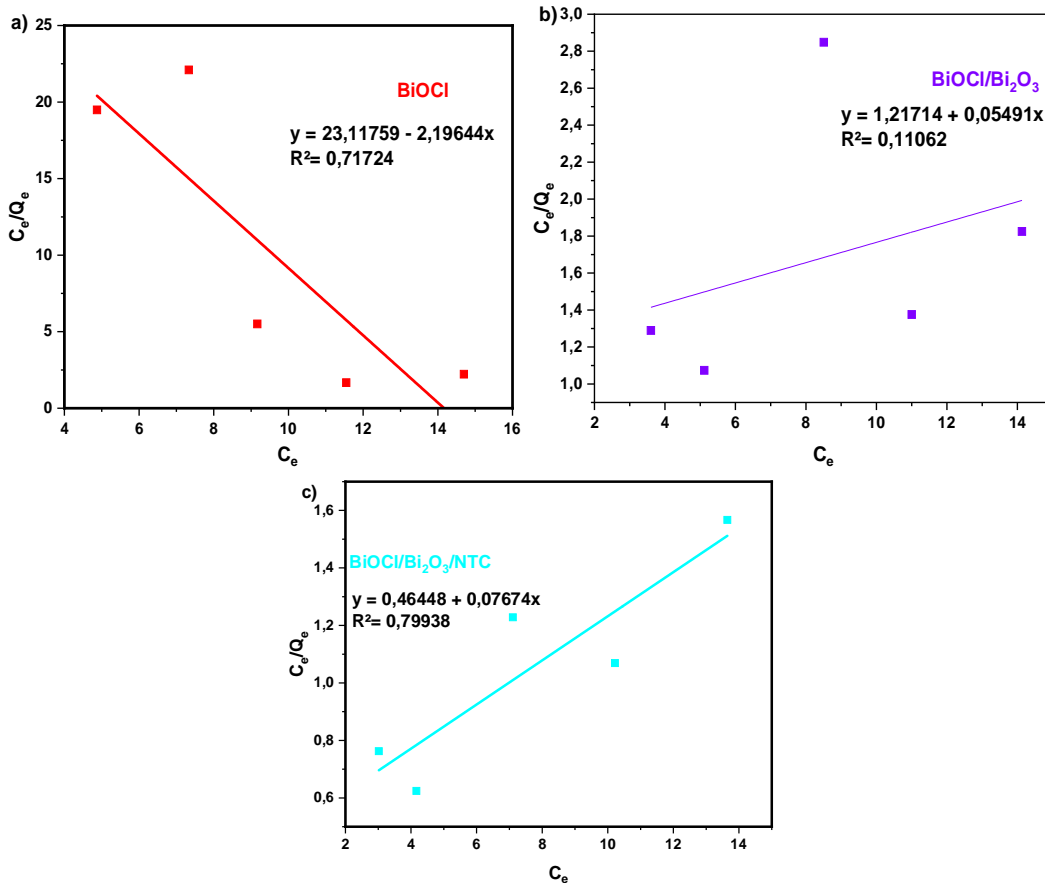 a)
25
20
15
10
5
0
C_e/Q_e
BiOCl
y = 23,11759 - 2,19644x
R²= 0,71724
4 6 8 10 12 14 16
C_e
b)
3,0
2,8
2,6
2,4
2,2
2,0
1,8
1,6
1,4
1,2
1,0
C_e/Q_e
BiOCl/Bi₂O₃
y = 1,21714 + 0,05491x
R²= 0,11062
2 4 6 8 10 12 14
C_e
c)
1,6
1,4
1,2
1,0
0,8
0,6
C_e/Q_e
BiOCl/Bi₂O₃/NTC
y = 0,46448 + 0,07674x
R²= 0,79938
2 4 6 8 10 12 14
C_e